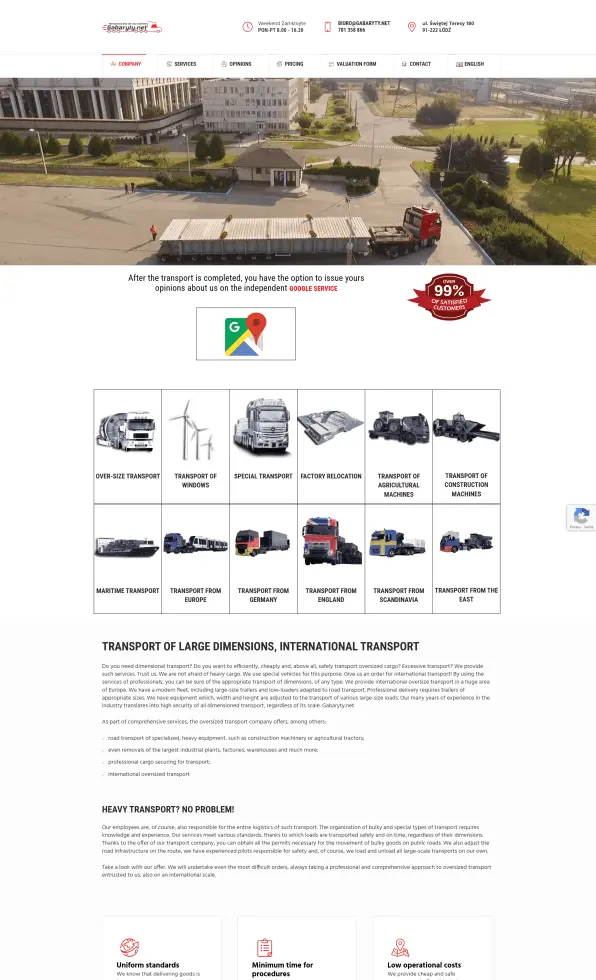 Gabaryty.net
Weekend Zamknięte
PON-PT 8.00 - 16.30
BIURO@GABARYTY.NET
781 358 866
ul. Świętej Teresy 100
91-222 ŁÓDŹ
COMPANY
SERVICES
OPINIONS
PRICING
VALUATION FORM
CONTACT
ENGLISH
After the transport is completed, you have the option to issue yours
opinions about us on the independent GOOGLE SERVICE
OVER
99%
OF SATISFIED
CUSTOMERS
G
OVER-SIZE TRANSPORT
TRANSPORT OF
WINDOWS
SPECIAL TRANSPORT
FACTORY RELOCATION
TRANSPORT OF
AGRICULTURAL
MACHINES
TRANSPORT OF
CONSTRUCTION
MACHINES
Privacy - Terms
MARITIME TRANSPORT
TRANSPORT FROM
EUROPE
TRANSPORT FROM
GERMANY
TRANSPORT FROM
ENGLAND
TRANSPORT FROM
SCANDINAVIA
TRANSPORT FROM THE
EAST
TRANSPORT OF LARGE DIMENSIONS, INTERNATIONAL TRANSPORT
Do you need dimensional transport? Do you want to efficiently, cheaply and, above all, safely transport oversized cargo? Excessive transport? We provide
such services. Trust us. We are not afraid of heavy cargo. We use special vehicles for this purpose. Give us an order for international transport! By using the
services of professionals, you can be sure of the appropriate transport of dimensions, of any type. We provide international oversize transport in a huge area
of Europe. We have a modern fleet, including large-size trailers and low-loaders adapted to road transport. Professional delivery requires trailers of
appropriate sizes. We have equipment which, width and height are adjusted to the transport of various large-size loads. Our many years of experience in the
industry translates into high security of all dimensioned transport, regardless of its scale. Gabaryty.net
As part of comprehensive services, the oversized transport company offers, among others:
road transport of specialized, heavy equipment, such as construction machinery or agricultural tractors;
even removals of the largest industrial plants, factories, warehouses and much more;
professional cargo securing for transport;
international oversized transport
HEAVY TRANSPORT? NO PROBLEM!
Our employees are, of course, also responsible for the entire logistics of such transport. The organization of bulky and special types of transport requires
knowledge and experience. Our services meet various standards, thanks to which loads are transported safely and on time, regardless of their dimensions.
Thanks to the offer of our transport company, you can obtain all the permits necessary for the movement of bulky goods on public roads. We also adjust the
road infrastructure on the route, we have experienced pilots responsible for safety and, of course, we load and unload all large-scale transports on our own.
Take a look with our offer. We will undertake even the most difficult orders, always taking a professional and comprehensive approach to oversized transport
entrusted to us, also on an international scale.
Uniform standards
We know that delivering goods is
Minimum time for
procedures
Low operational costs
We provide cheap and safe